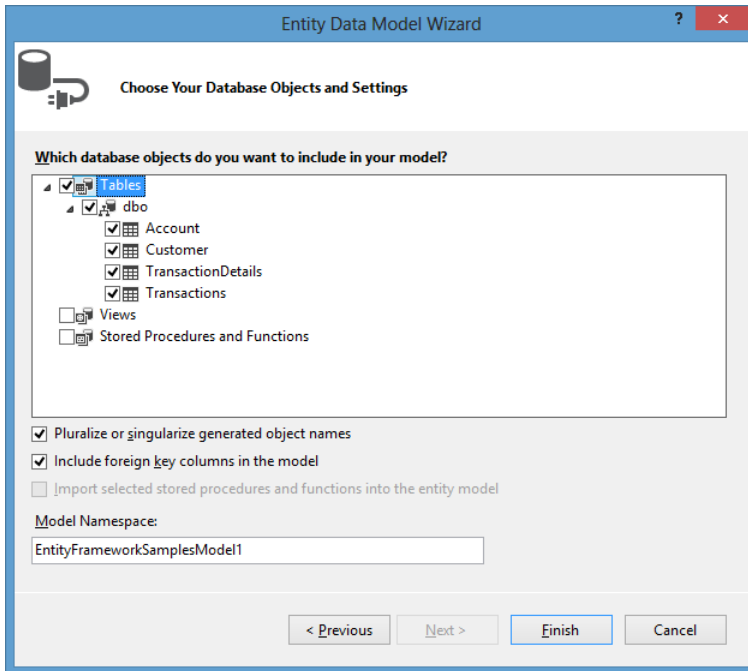 Entity Data Model Wizard
?
Choose Your Database Objects and Settings
Which database objects do you want to include in your model?
Tables
dbo
Account
Customer
TransactionDetails
Transactions
Views
Stored Procedures and Functions
Pluralize or singularize generated object names
Include foreign key columns in the model
Import selected stored procedures and functions into the entity model
Model Namespace:
EntityFrameworkSamplesModel1
< Previous Next > Finish Cancel